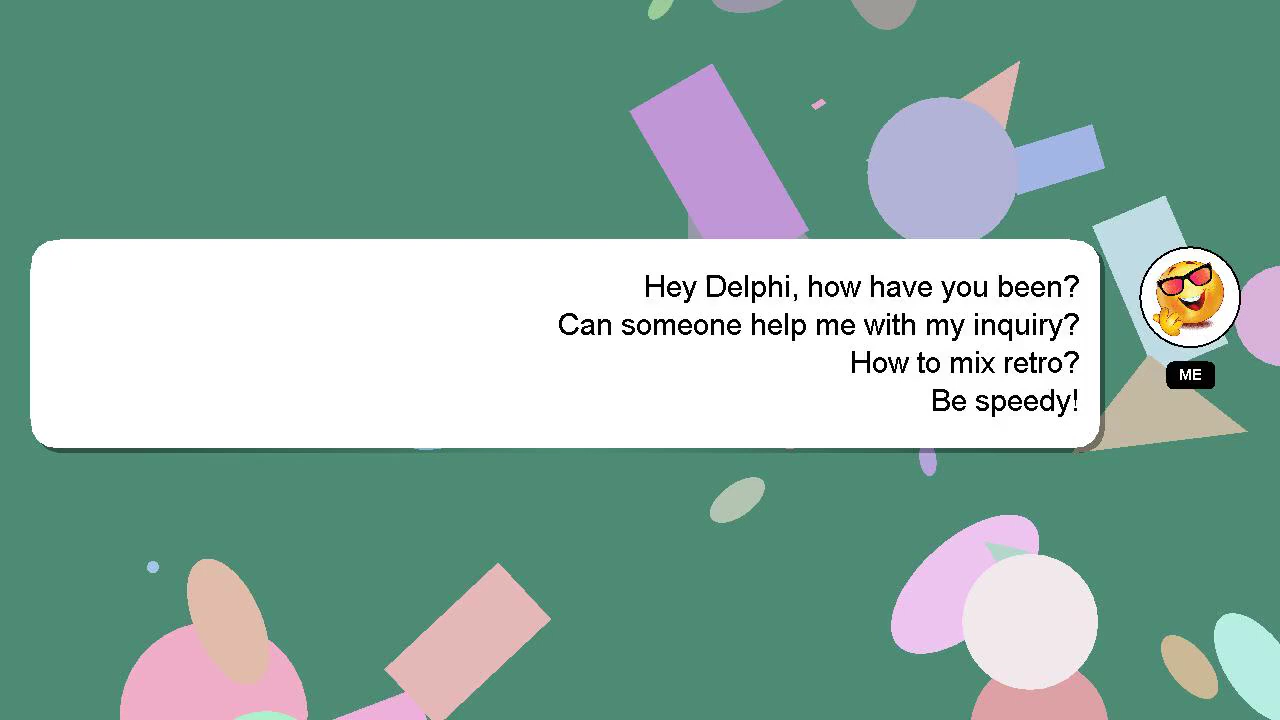 Hey Delphi, how have you been?
Can someone help me with my inquiry?
How to mix retro?
Be speedy!
ME